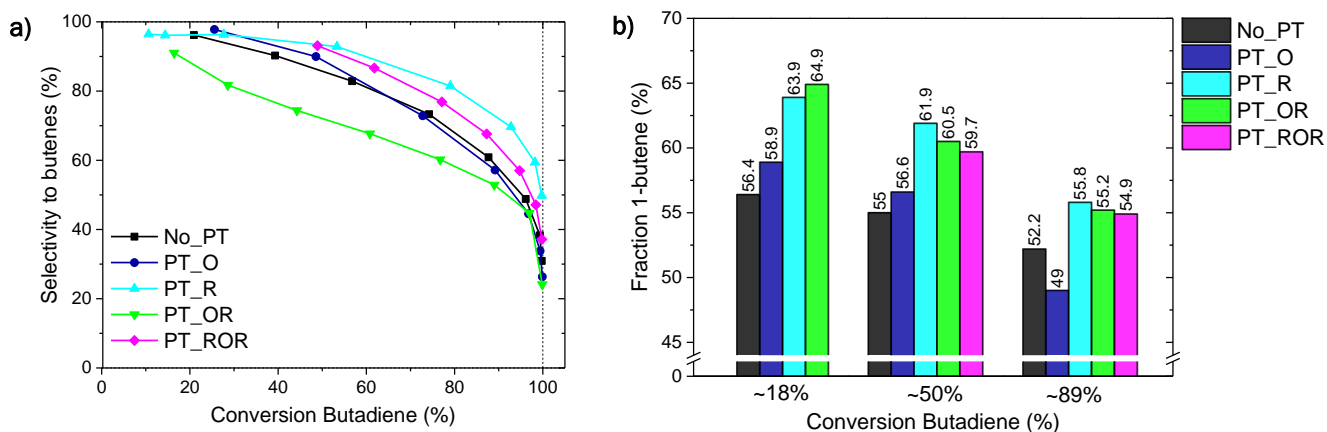 a)
Selectivity to butenes (%)
100
80
60
40
20
0
No_PT
PT_O
PT_R
PT_OR
PT_ROR
0 20 40 60 80 100
Conversion Butadiene (%)
b)
Fraction 1-butene (%)
70
65
60
55
50
45
0
56.4 58.9 63.9 64.9
55 56.6 61.9 60.5 59.7
52.2 49 55.8 55.2 54.9
~18% ~50% ~89%
Conversion Butadiene (%)
No_PT
PT_O
PT_R
PT_OR
PT_ROR